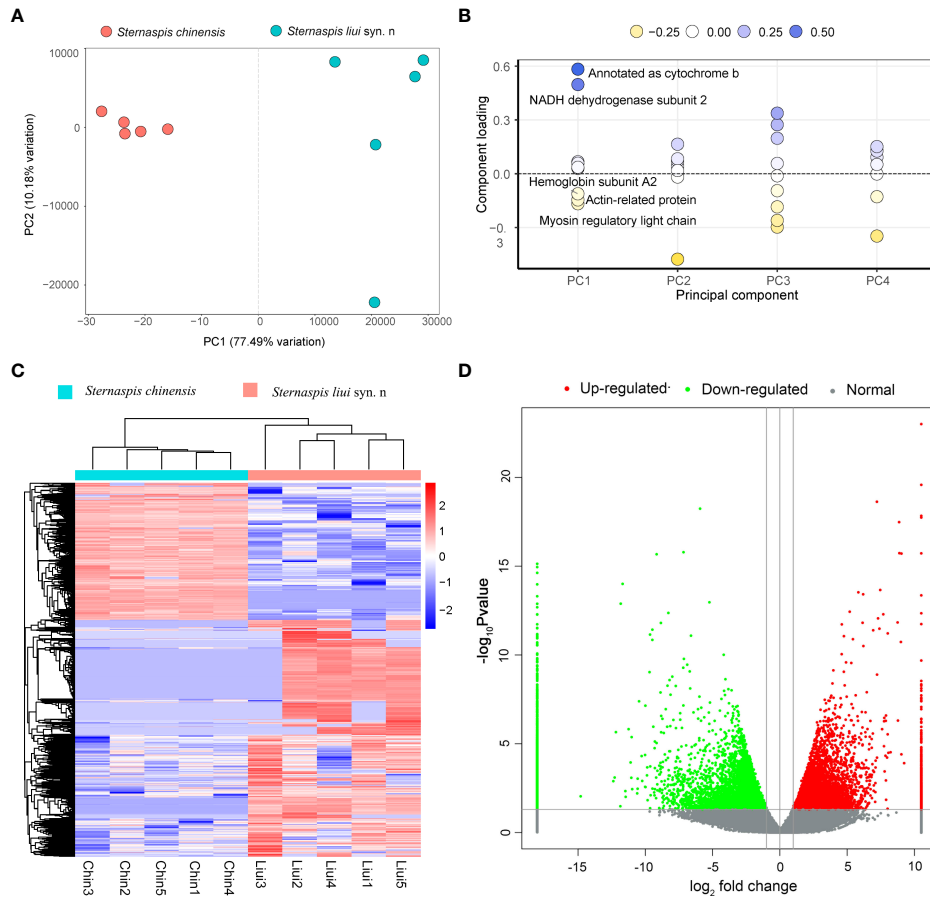 A
Sternaspis chinensis
Sternaspis liui syn. n
10000
0
−10000
−20000
PC2 (10.18% variation)
−30
−20
−10
0
10000
20000
30000
PC1 (77.49% variation)
B
−0.25
0.00
0.25
0.50
0.6
0.3
0.0
−0.
3
Component loading
Annotated as cytochrome b
NADH dehydrogenase subunit 2
Hemoglobin subunit A2
Actin-related protein
Myosin regulatory light chain
PC1
PC2
PC3
PC4
Principal component
C
Sternaspis chinensis
Sternaspis liui syn. n
2
1
0
−1
−2
Chin3
Chin2
Chin5
Chin1
Chin4
Liui3
Liui2
Liui4
Liui1
Liui5
D
Up-regulated·
Down-regulated
Normal
20
15
10
5
0
-log10Pvalue
-15
-10
-5
0
5
10
log2 fold change